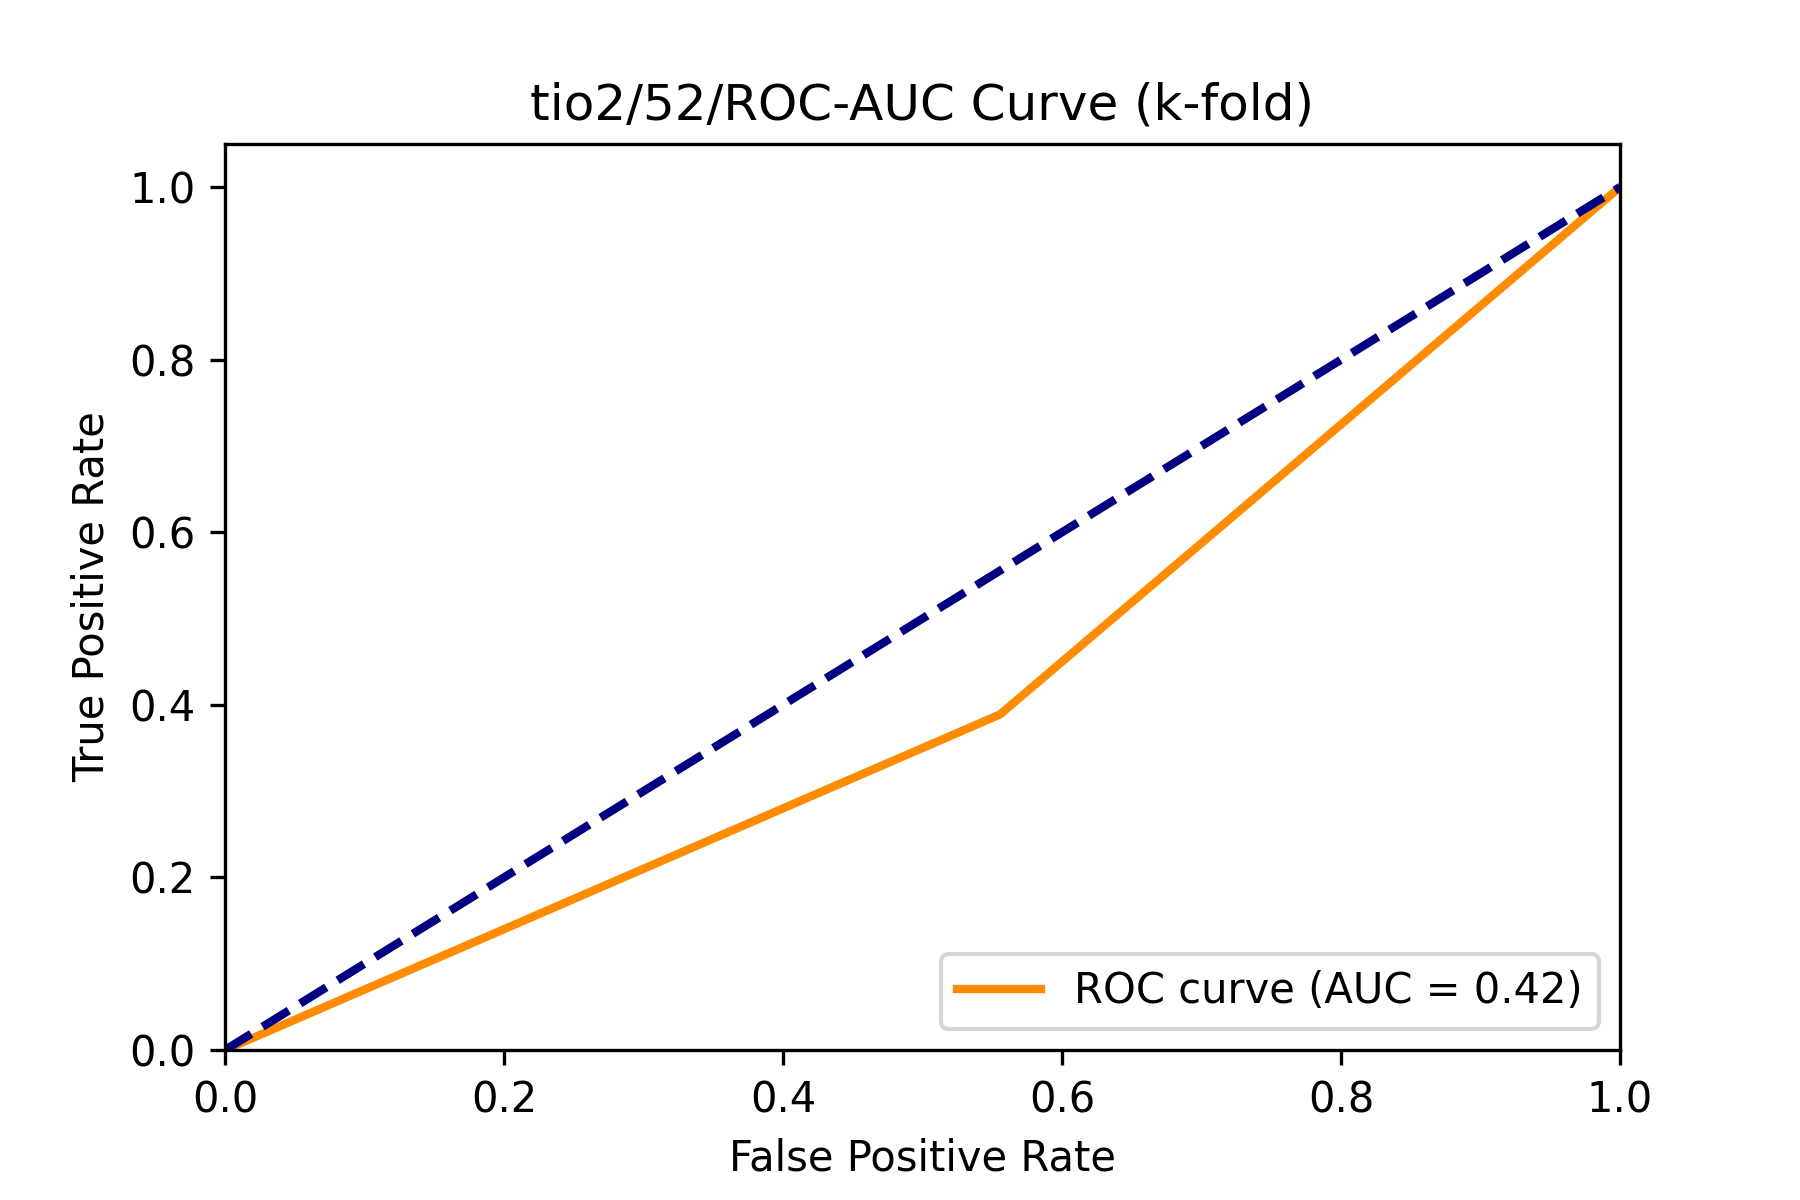 tio2/52/ROC-AUC Curve (k-fold)
1.0
0.8
0.6
0.4
0.2
0.0
True Positive Rate
ROC curve (AUC = 0.42)
0.0 0.2 0.4 0.6 0.8 1.0
False Positive Rate